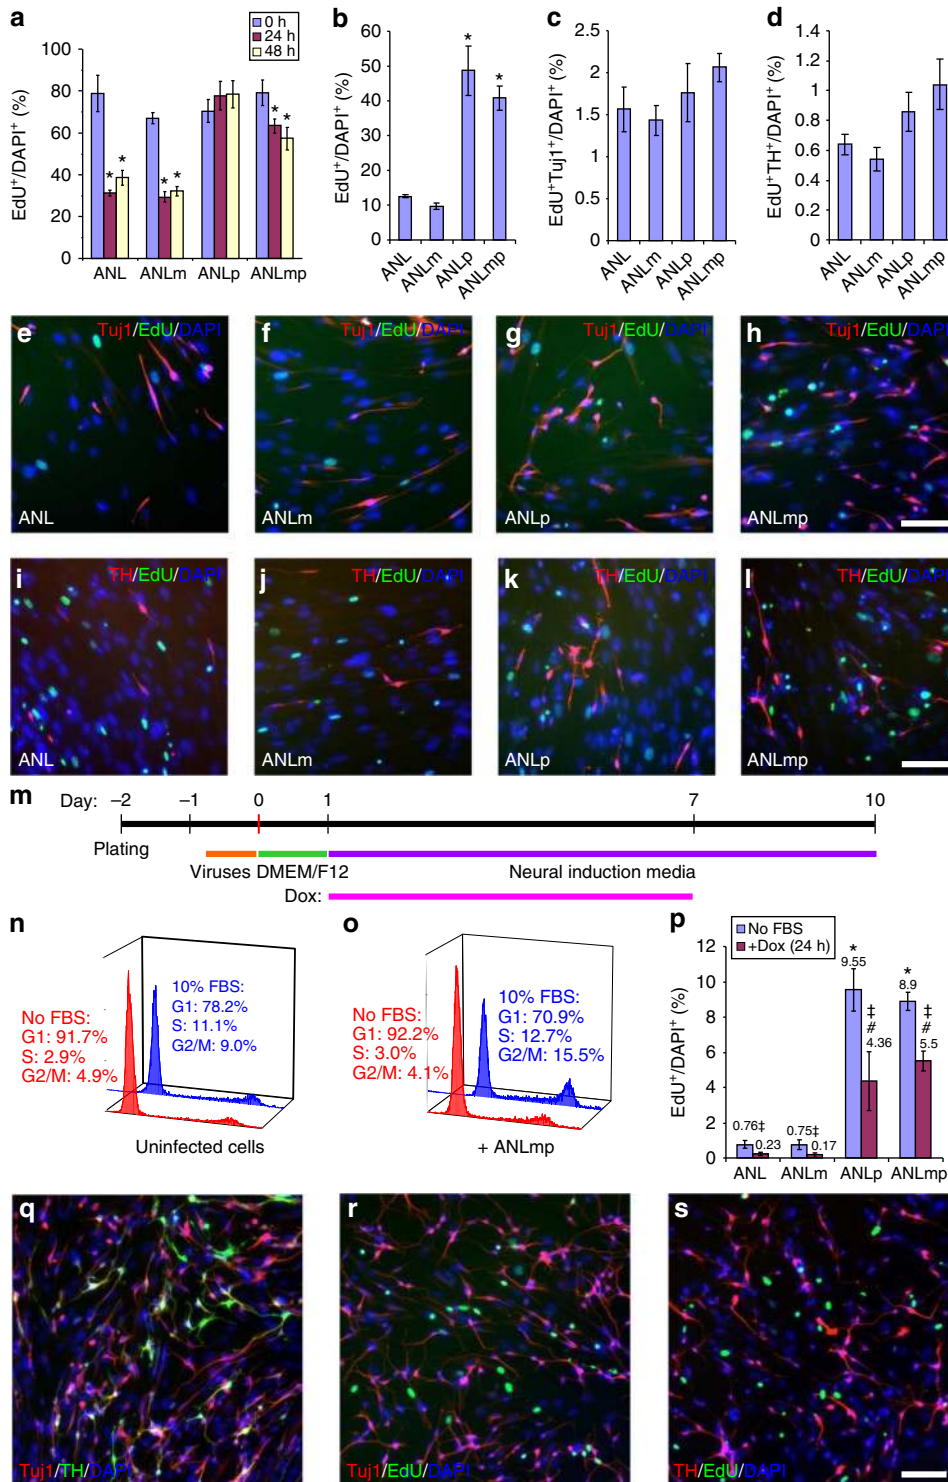 a
0 h
24 h
48 h
EdU⁺/DAPI⁺ (%)
100
80
60
40
20
0
* * * * * *
ANL ANLm ANLp ANLmp
b
EdU⁺/DAPI⁺ (%)
60
50
40
30
20
10
0
* *
ANL ANLm ANLp ANLmp
c
EdU⁺Tuj1⁺/DAPI⁺ (%)
2.5
2
1.5
1
0.5
0
ANL ANLm ANLp ANLmp
d
EdU⁺TH⁺/DAPI⁺ (%)
1.4
1.2
1
0.8
0.6
0.4
0.2
0
ANL ANLm ANLp ANLmp
e
Tuj1/EdU/DAPI
ANL
f
Tuj1/EdU/DAPI
ANLm
g
Tuj1/EdU/DAPI
ANLp
h
Tuj1/EdU/DAPI
ANLmp
i
TH/EdU/DAPI
ANL
j
TH/EdU/DAPI
ANLm
k
TH/EdU/DAPI
ANLp
l
TH/EdU/DAPI
ANLmp
m
Day: –2 –1 0 1 7 10
Plating
Viruses DMEM/F12 Neural induction media
Dox:
n
No FBS:
G1: 91.7%
S: 2.9%
G2/M: 4.9%
10% FBS:
G1: 78.2%
S: 11.1%
G2/M: 9.0%
Uninfected cells
o
No FBS:
G1: 92.2%
S: 3.0%
G2/M: 4.1%
10% FBS:
G1: 70.9%
S: 12.7%
G2/M: 15.5%
+ ANLmp
p
No FBS
+Dox (24 h)
EdU⁺/DAPI⁺ (%)
12
10
8
6
4
2
0
0.76‡ 0.23
0.75‡ 0.17
*
9.55
‡
#
4.36
*
8.9
‡
#
5.5
ANL ANLm ANLp ANLmp
q
Tuj1/TH/DAPI
r
Tuj1/EdU/DAPI
s
TH/EdU/DAPI